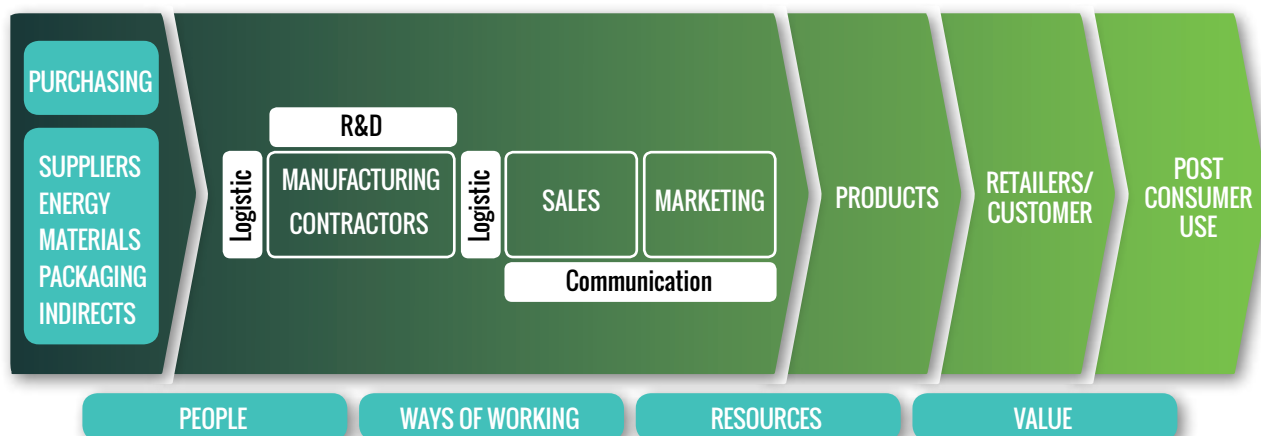 PURCHASING
SUPPLIERS
ENERGY
MATERIALS
PACKAGING
INDIRECTS
Logistic
R&D
MANUFACTURING
CONTRACTORS
Logistic
SALES
MARKETING
Communication
PRODUCTS
RETAILERS/
CUSTOMER
POST
CONSUMER
USE
PEOPLE
WAYS OF WORKING
RESOURCES
VALUE